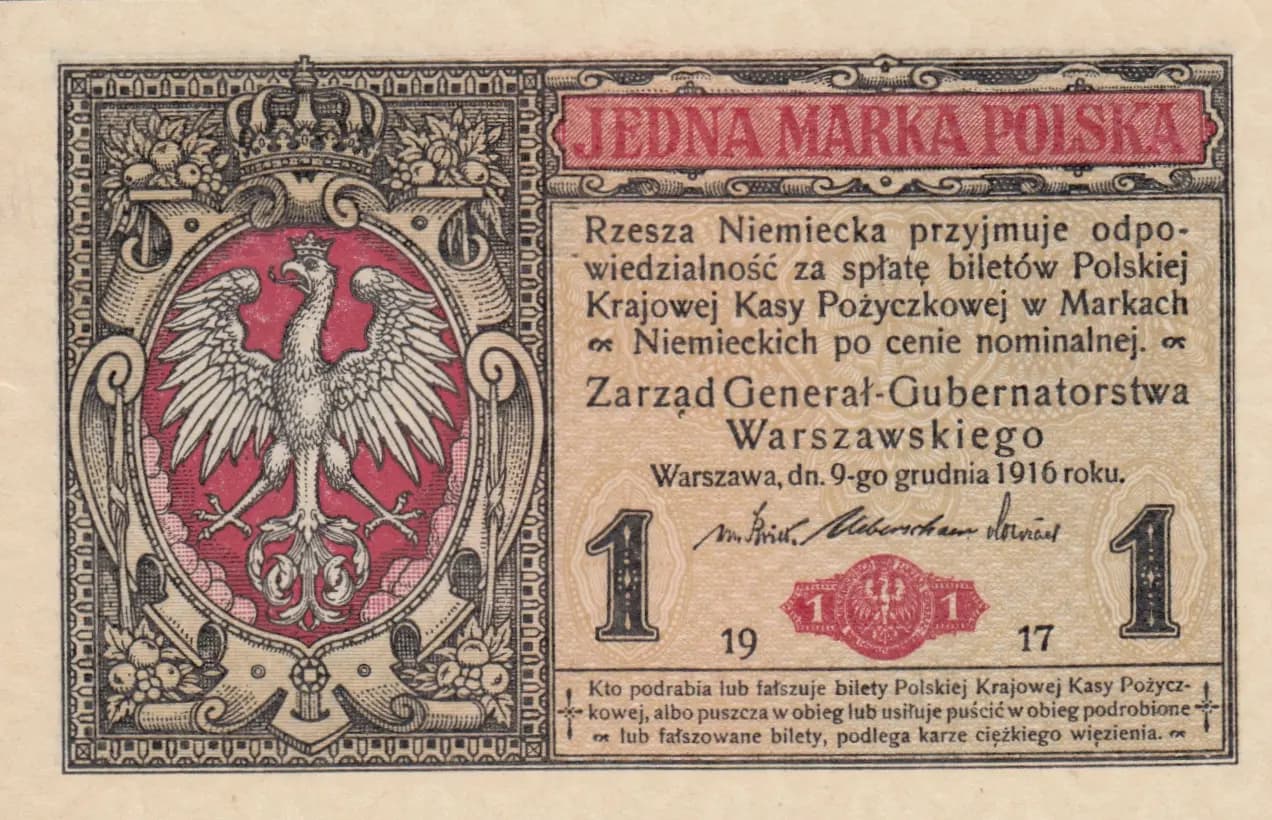 JEDNA MARKA POLSKA
Rzesza Niemiecka przyjmuje odpo-
wiedzialność za spłatę biletów Polskiej
Krajowej Kasy Pożyczkowej w Markach
Niemieckich po cenie nominalnej.
Zarząd Generał-Gubernatorstwa
Warszawskiego
Warszawa, dn. 9-go grudnia 1916 roku.
1 1
1 1
19 17
Kto podrabia lub fałszuje bilety Polskiej Krajowej Kasy Pożycz-
kowej, albo puszcza w obieg lub usiłuje puścić w obieg podrobione
lub fałszowane bilety, podlega karze ciężkiego więzienia.